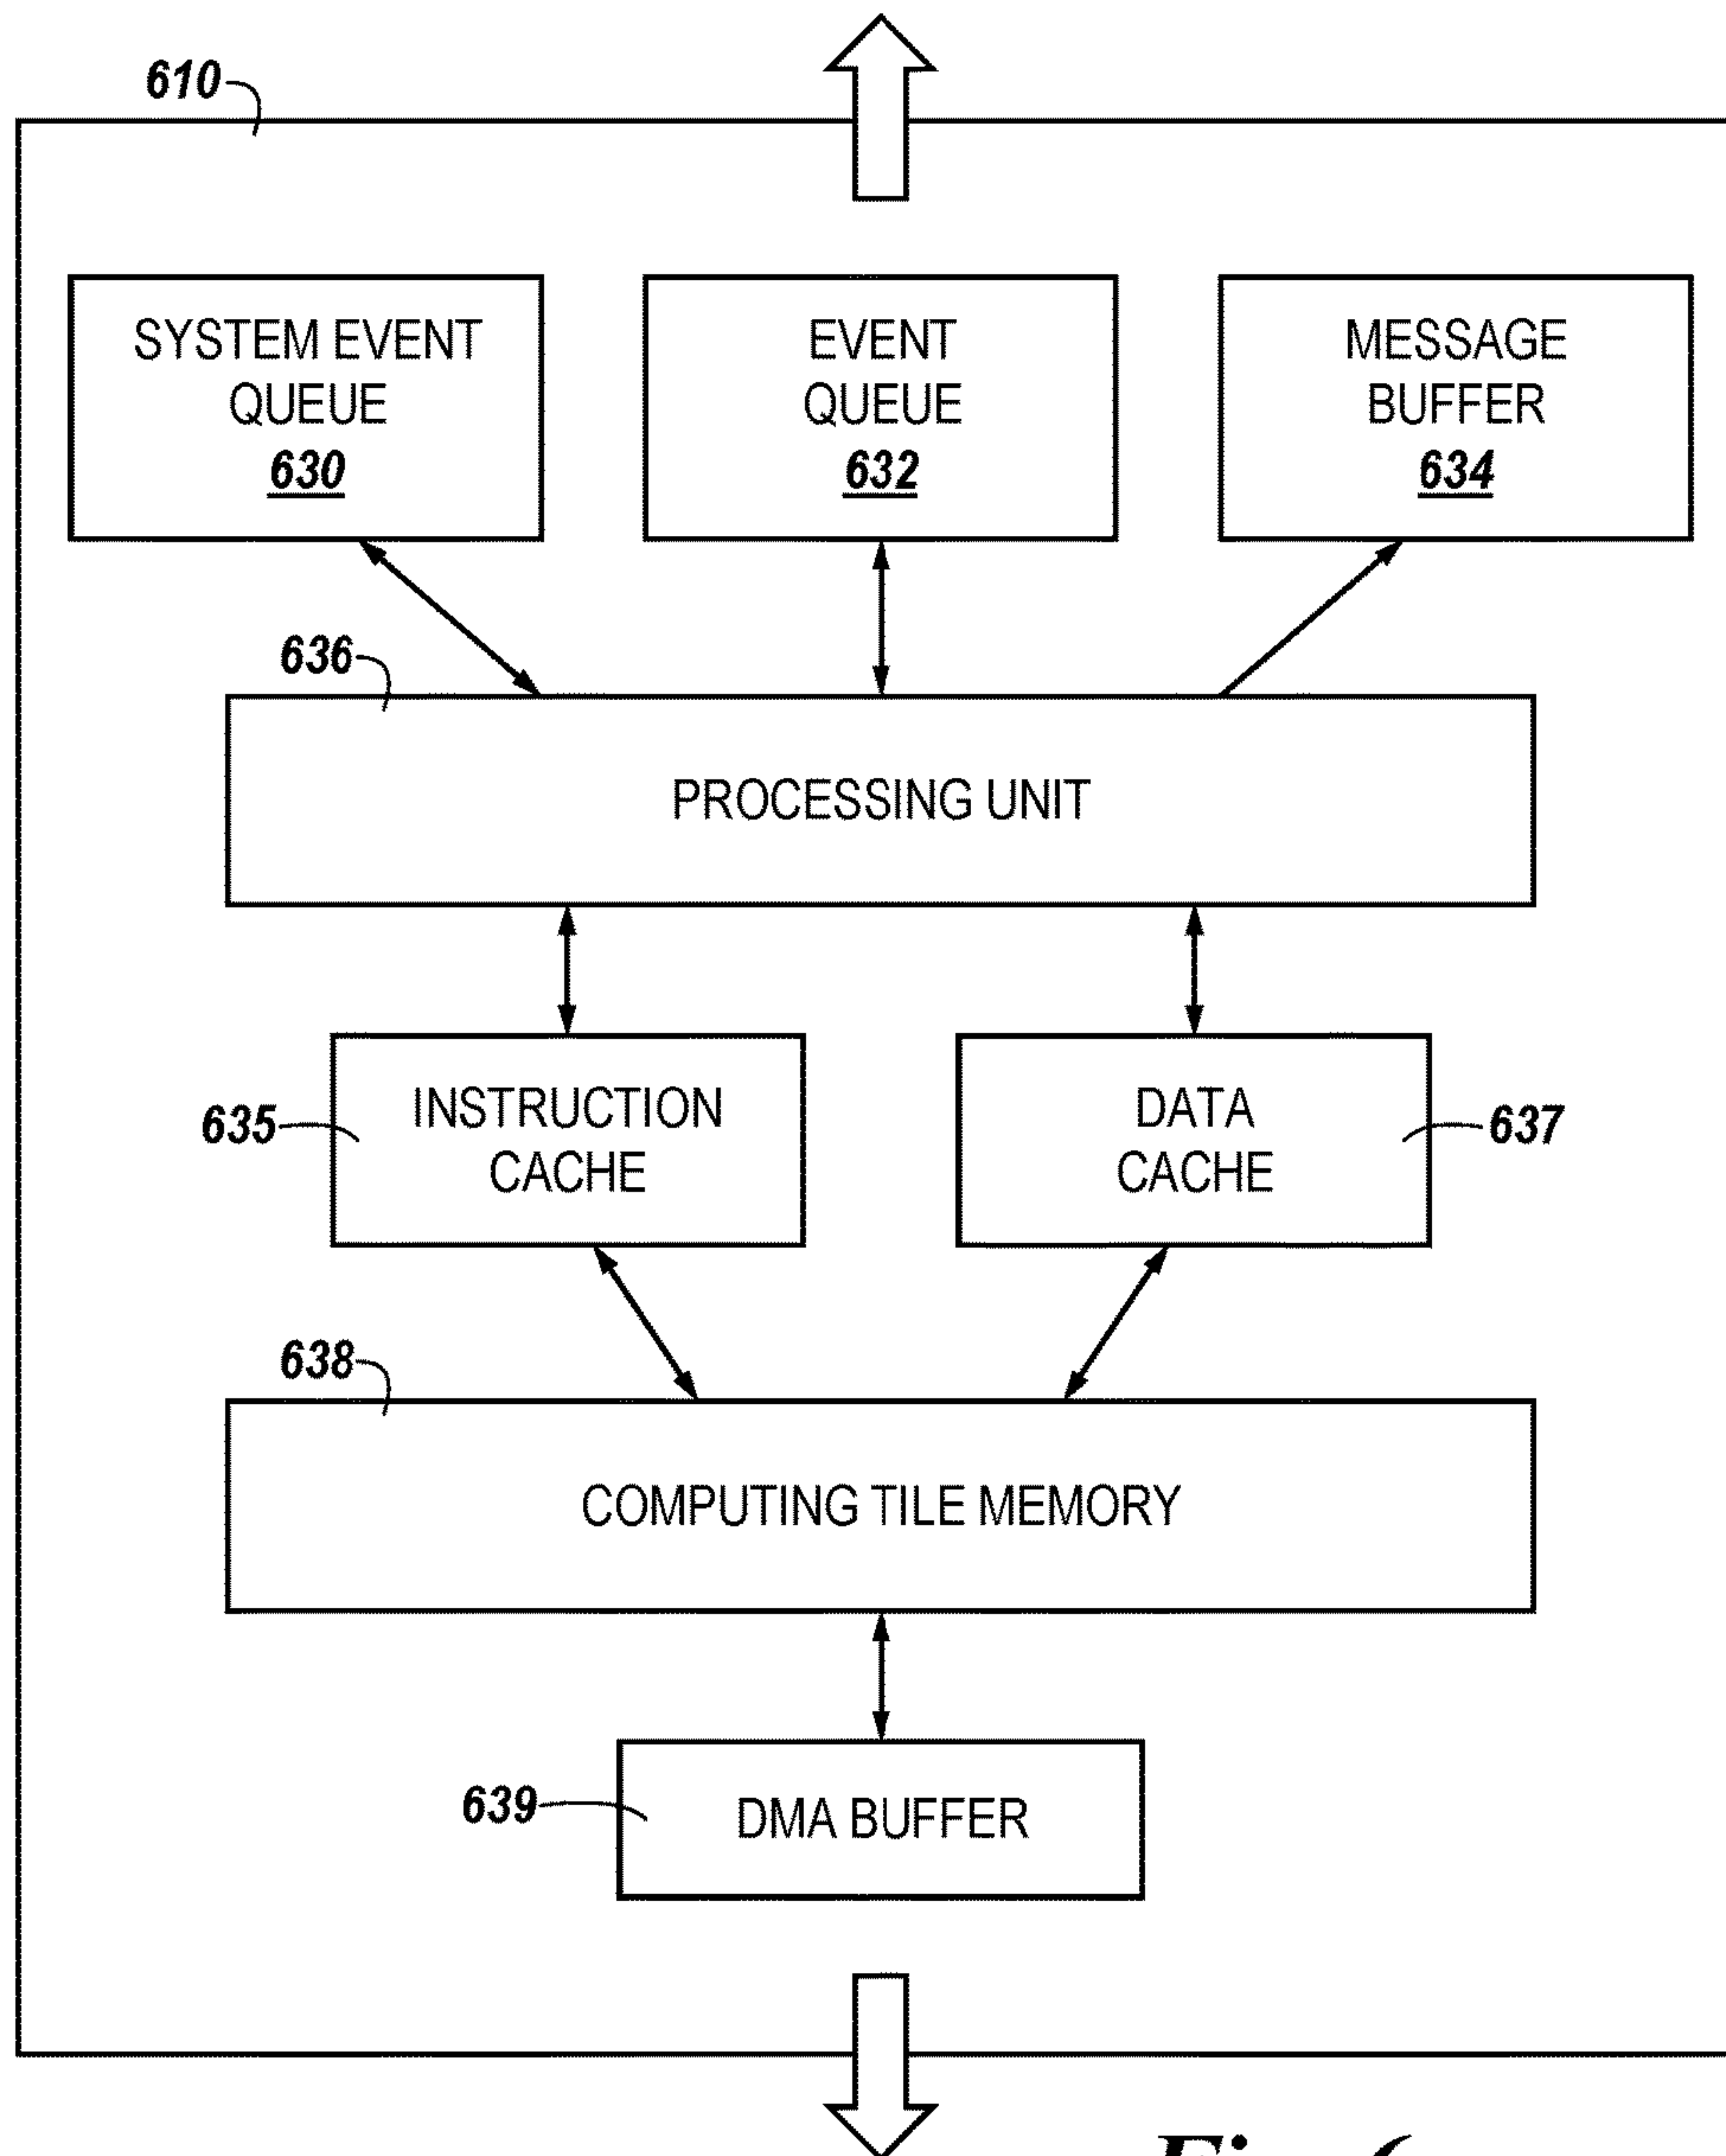 610
SYSTEM EVENT
QUEUE
630
EVENT
QUEUE
632
MESSAGE
BUFFER
634
636
PROCESSING UNIT
635
INSTRUCTION
CACHE
DATA
CACHE
637
638
COMPUTING TILE MEMORY
639
DMA BUFFER